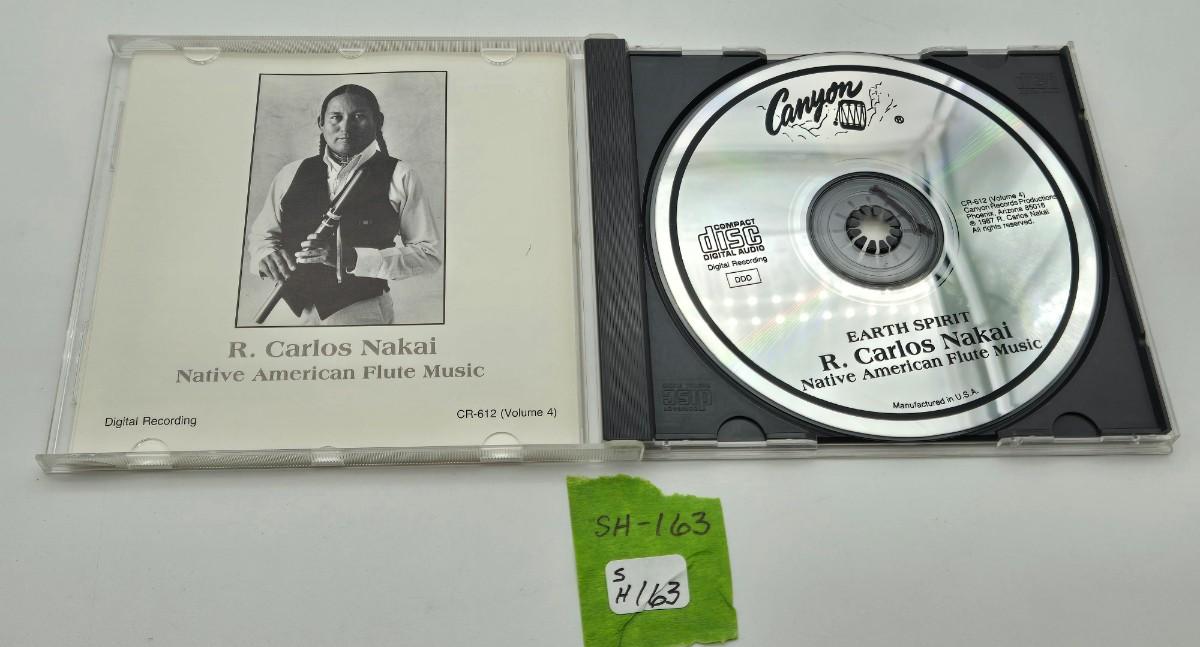 R. Carlos Nakai
Native American Flute Music
Digital Recording
CR-612 (Volume 4)
Canyon
®
COMPACT
disc
DIGITAL AUDIO
Digital Recording
DDD
CR-612 (Volume 4)
Canyon Records Productions
Phoenix, Arizona 85016
℗ 1987 R. Carlos Nakai
All rights reserved.
EARTH SPIRIT
R. Carlos Nakai
Native American Flute Music
Manufactured in U.S.A.
SH-163
S
H163